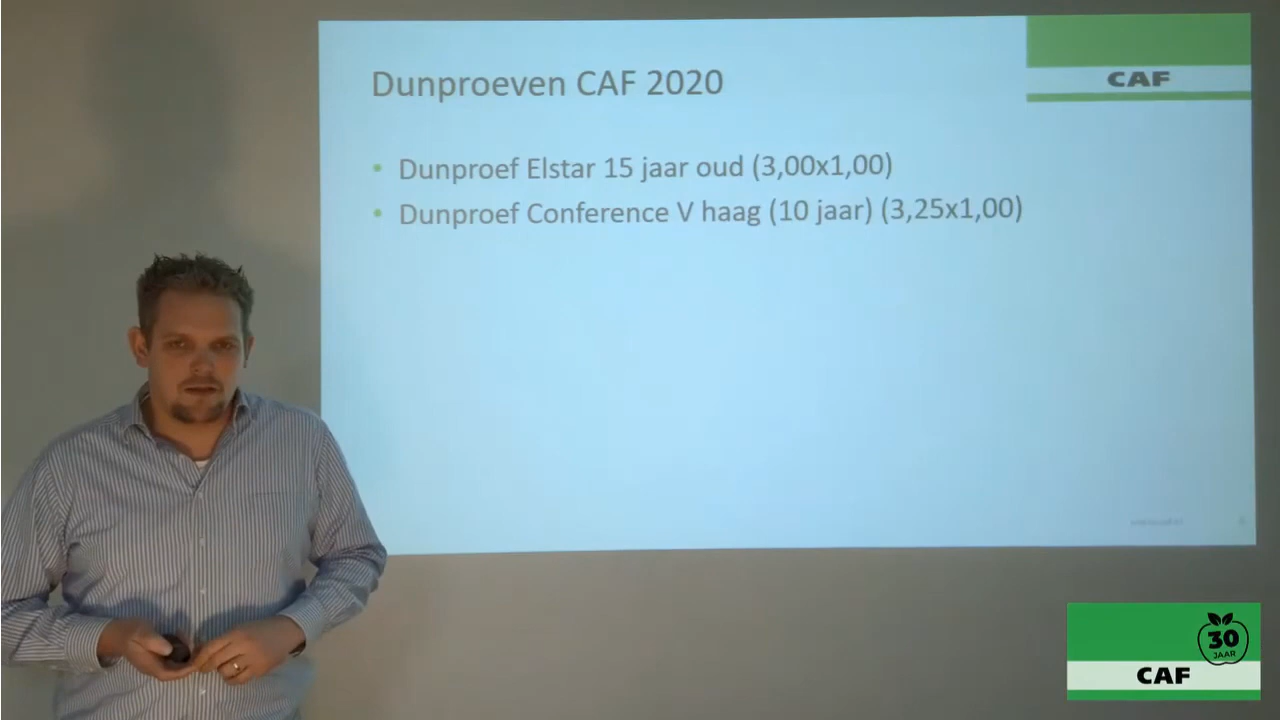 Dunproeven CAF 2020
CAF
• Dunproef Elstar 15 jaar oud (3,00x1,00)
• Dunproef Conference V haag (10 jaar) (3,25x1,00)
30
JAAR
CAF